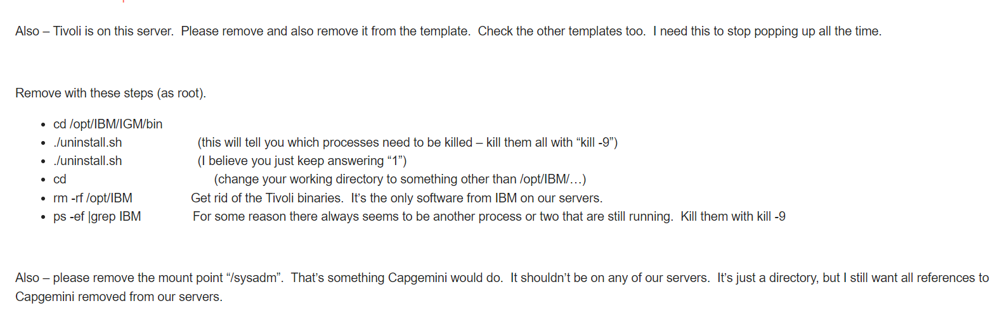 Also – Tivoli is on this server.  Please remove and also remove it from the template.  Check the other templates too.  I need this to stop popping up all the time.
Remove with these steps (as root).
• cd /opt/IBM/IGM/bin
• ./uninstall.sh (this will tell you which processes need to be killed – kill them all with “kill -9”)
• ./uninstall.sh (I believe you just keep answering “1”)
• cd (change your working directory to something other than /opt/IBM/…)
• rm -rf /opt/IBM Get rid of the Tivoli binaries.  It’s the only software from IBM on our servers.
• ps -ef |grep IBM For some reason there always seems to be another process or two that are still running.  Kill them with kill -9
Also – please remove the mount point “/sysadm”.  That’s something Capgemini would do.  It shouldn’t be on any of our servers.  It’s just a directory, but I still want all references to
Capgemini removed from our servers.